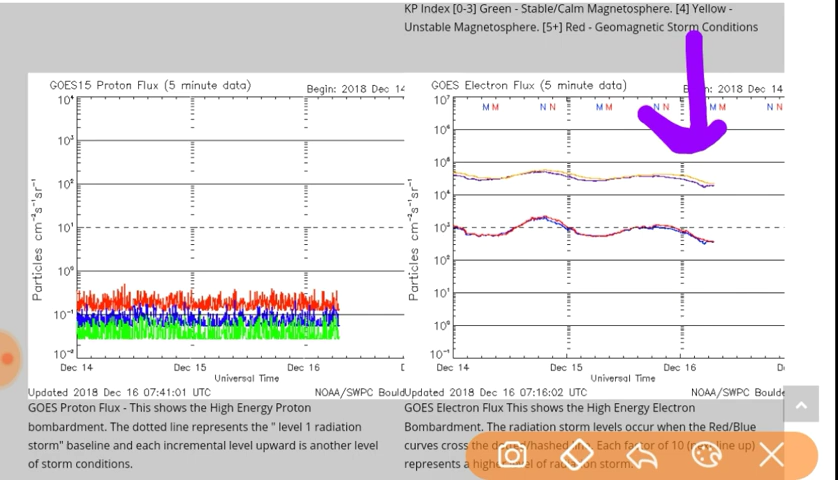 KP Index [0-3] Green - Stable/Calm Magnetosphere. [4] Yellow -
Unstable Magnetosphere. [5+] Red - Geomagnetic Storm Conditions
GOES15 Proton Flux (5 minute data)
Begin: 2018 Dec 14
10⁴
10³
10²
10¹
10⁰
10⁻¹
10⁻²
Particles cm⁻²s⁻¹sr⁻¹
Dec 14
Dec 15
Dec 16
Universal Time
Updated 2018 Dec 16 07:41:01 UTC
NOAA/SWPC Bould
GOES Proton Flux - This shows the High Energy Proton
bombardment. The dotted line represents the " level 1 radiation
storm" baseline and each incremental level upward is another level
of storm conditions.
GOES Electron Flux (5 minute data)
2018 Dec 14
M M
N N
M M
N N
M M
N N
10⁷
10⁶
10⁵
10⁴
10³
10²
10¹
10⁰
10⁻¹
Particles cm⁻²s⁻¹sr⁻¹
Dec 14
Dec 15
Dec 16
Universal Time
Updated 2018 Dec 16 07:16:02 UTC
NOAA/SWPC Boulde
GOES Electron Flux This shows the High Energy Electron
Bombardment. The radiation storm levels occur when the Red/Blue
curves cross the line. Each factor of 10 line up)
represents a of storm